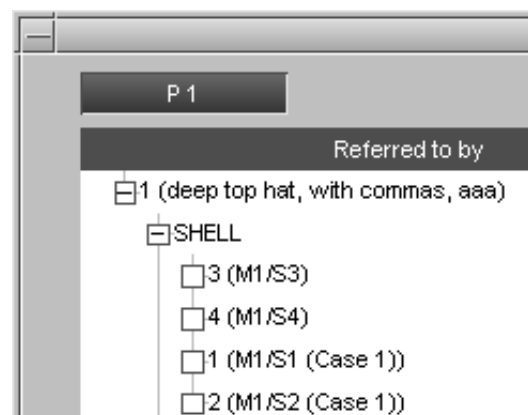 P 1
Referred to by
1 (deep top hat, with commas, aaa)
SHELL
3 (M1/S3)
4 (M1/S4)
1 (M1/S1 (Case 1))
2 (M1/S2 (Case 1))